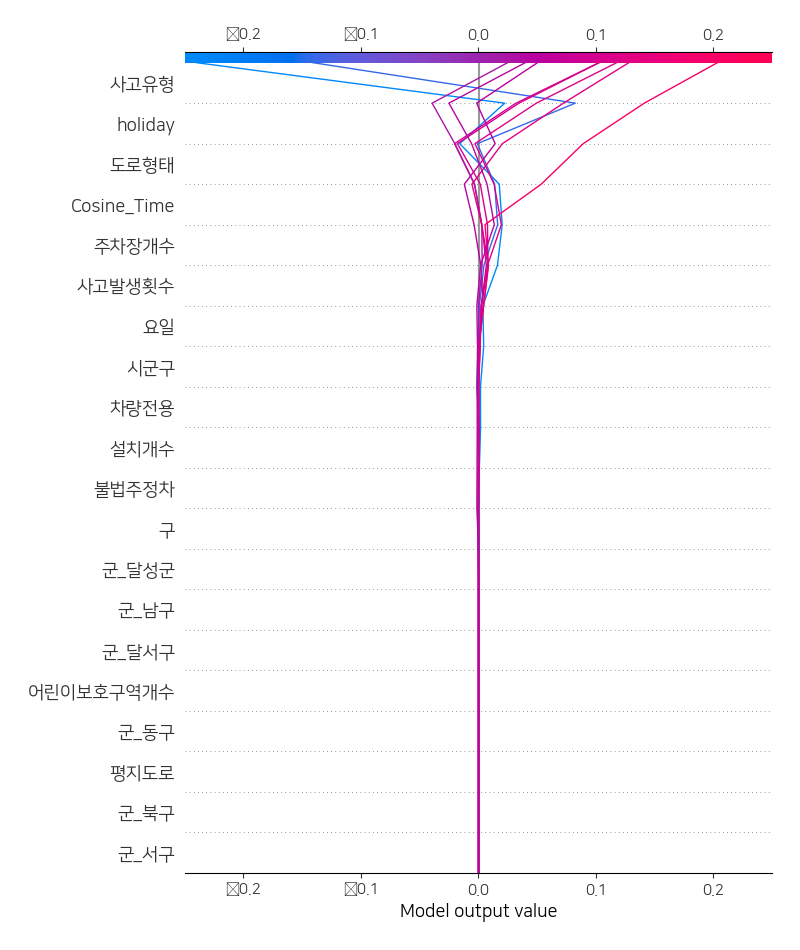 ▯0.2 ▯0.1 0.0 0.1 0.2
사고유형
holiday
도로형태
Cosine_Time
주차장개수
사고발생횟수
요일
시군구
차량전용
설치개수
불법주정차
구
군_달성군
군_남구
군_달서구
어린이보호구역개수
군_동구
평지도로
군_북구
군_서구
▯0.2 ▯0.1 0.0 0.1 0.2
Model output value